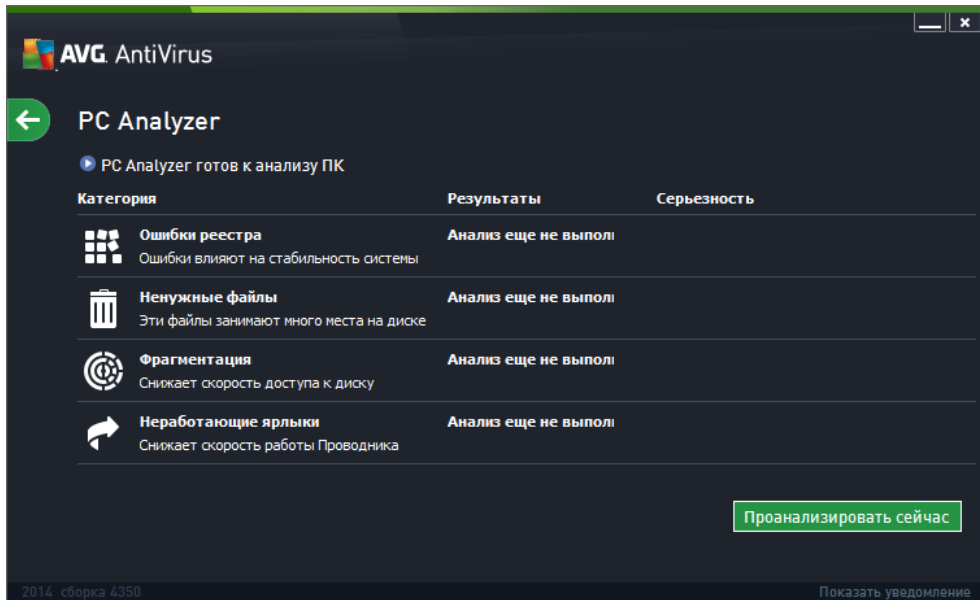 AVG. AntiVirus
PC Analyzer
PC Analyzer готов к анализу ПК
Категория Результаты Серьезность
Ошибки реестра Анализ еще не выпол
Ошибки влияют на стабильность системы
Ненужные файлы Анализ еще не выпол
Эти файлы занимают много места на диске
Фрагментация Анализ еще не выпол
Снижает скорость доступа к диску
Неработающие ярлыки Анализ еще не выпол
Снижает скорость работы Проводника
Проанализировать сейчас
2014 сборка 4350 Показать уведомление